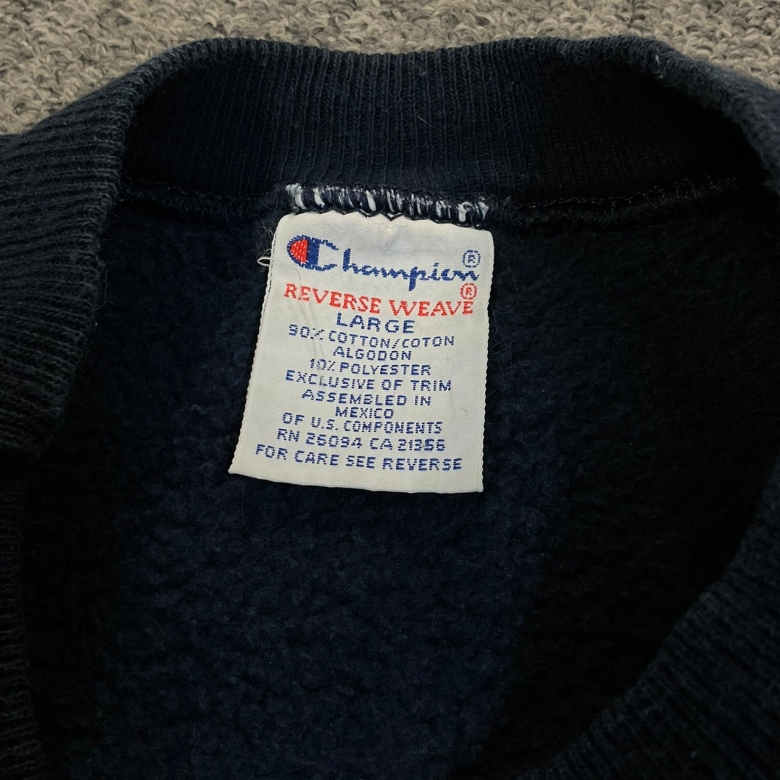 Champion®
REVERSE WEAVE®
LARGE
90% COTTON/COTON
ALGODON
10% POLYESTER
EXCLUSIVE OF TRIM
ASSEMBLED IN
MEXICO
OF U.S. COMPONENTS
RN 26094 CA 21356
FOR CARE SEE REVERSE